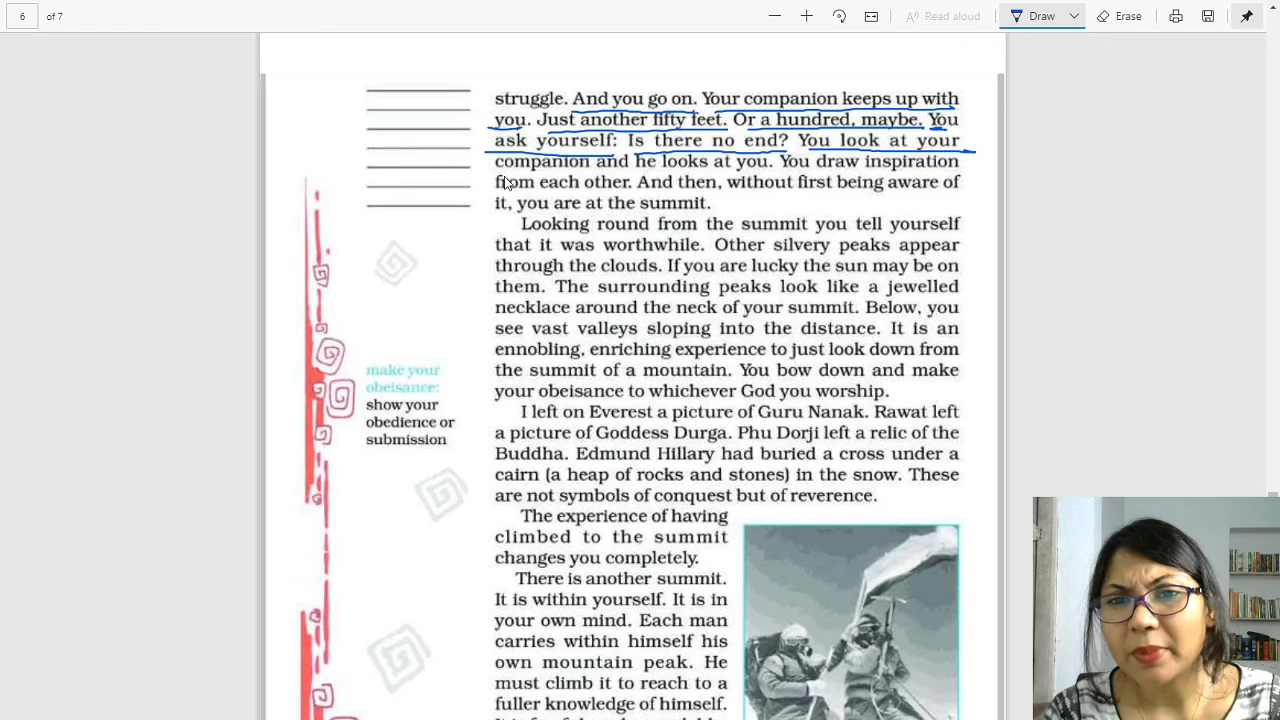 6 of 7
Read aloud
Draw
Erase
struggle. And you go on. Your companion keeps up with
you. Just another fifty feet. Or a hundred, maybe. You
ask yourself: Is there no end? You look at your
companion and he looks at you. You draw inspiration
from each other. And then, without first being aware of
it, you are at the summit.
Looking round from the summit you tell yourself
that it was worthwhile. Other silvery peaks appear
through the clouds. If you are lucky the sun may be on
them. The surrounding peaks look like a jewelled
necklace around the neck of your summit. Below, you
see vast valleys sloping into the distance. It is an
ennobling, enriching experience to just look down from
the summit of a mountain. You bow down and make
your obeisance to whichever God you worship.
make your
obeisance:
show your
obedience or
submission
I left on Everest a picture of Guru Nanak. Rawat left
a picture of Goddess Durga. Phu Dorji left a relic of the
Buddha. Edmund Hillary had buried a cross under a
cairn (a heap of rocks and stones) in the snow. These
are not symbols of conquest but of reverence.
The experience of having
climbed to the summit
changes you completely.
There is another summit.
It is within yourself. It is in
your own mind. Each man
carries within himself his
own mountain peak. He
must climb it to reach to a
fuller knowledge of himself.